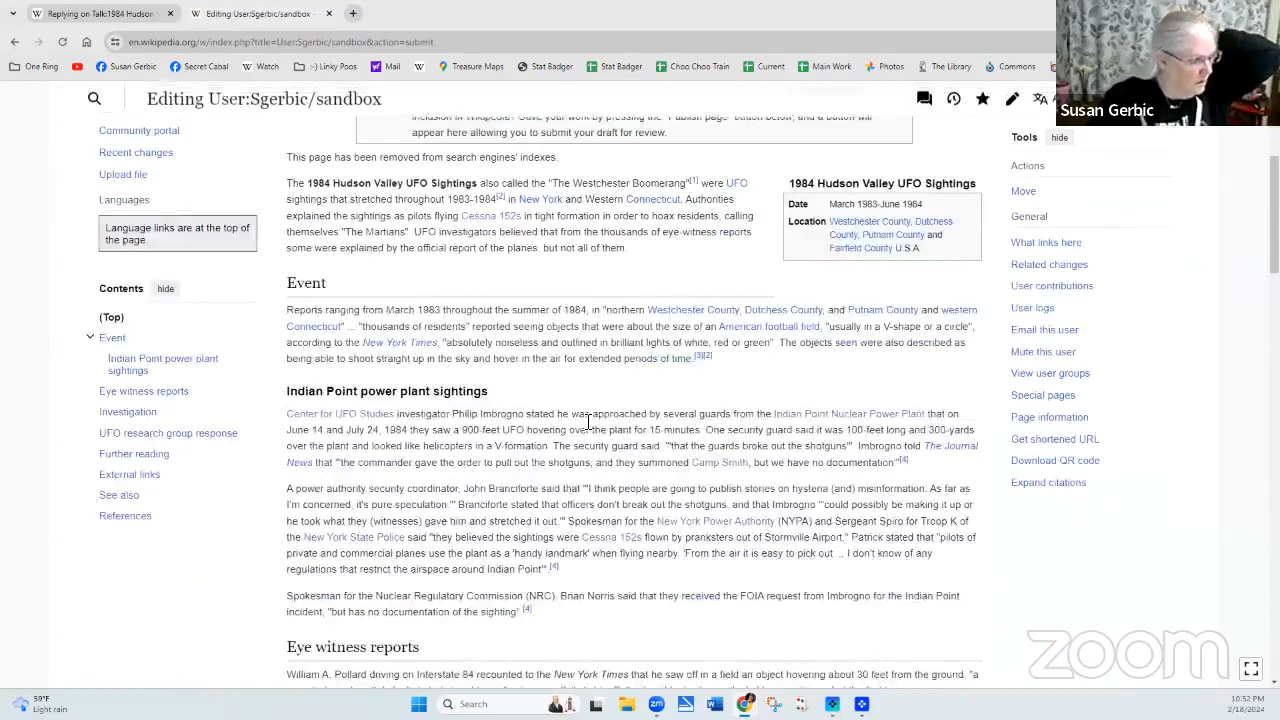 Replying on Talk:1984 Hudson
Editing User:Sgerbic/sandbox
en.wikipedia.org/w/index.php?title=User:Sgerbic/sandbox&action=submit
One Ring
Susan Gerbic
Secret Cabal
Watch
:-) Linky Poos
Mail
Treasure Maps
Stat Badger
Stat Badger
Choo Choo Train
Current
Main Work
Photos
The Library
Commons
Susan Gerbic
Editing User:Sgerbic/sandbox
Community portal
Recent changes
Upload file
Languages
Language links are at the top of
the page.
Contents hide
(Top)
Event
Indian Point power plant
sightings
Eye witness reports
Investigation
UFO research group response
Further reading
External links
See also
References
inclusion in Wikipedia? Save your work by pressing the "Publish page" button below, and a button will
appear here allowing you to submit your draft for review.
This page has been removed from search engines' indexes.
The 1984 Hudson Valley UFO Sightings also called the "The Westchester Boomerang"[1] were UFO
sightings that stretched throughout 1983-1984[2] in New York and Western Connecticut. Authorities
explained the sightings as pilots flying Cessna 152s in tight formation in order to hoax residents, calling
themselves "The Martians". UFO investigators believed that from the thousands of eye-witness reports
some were explained by the official report of the planes, but not all of them.
1984 Hudson Valley UFO Sightings
Date March 1983-June 1984
Location Westchester County, Dutchess
County, Putnam County and
Fairfield County U.S.A
Event
Reports ranging from March 1983 throughout the summer of 1984, in "northern Westchester County, Dutchess County, and Putnam County and western
Connecticut" ... "thousands of residents" reported seeing objects that were about the size of an American football field, "usually in a V-shape or a circle",
according to the New York Times, "absolutely noiseless and outlined in brilliant lights of white, red or green". The objects seen were also described as
being able to shoot straight up in the sky and hover in the air for extended periods of time.[3][2]
Indian Point power plant sightings
Center for UFO Studies investigator Philip Imbrogno stated he was approached by several guards from the Indian Point Nuclear Power Plant that on
June 14 and July 24, 1984 they saw a 900-feet UFO hovering over the plant for 15-minutes. One security guard said it was 100-feet long and 300-yards
over the plant and looked like helicopters in a V-formation. The security guard said, "'that the guards broke out the shotguns'". Imbrogno told The Journal
News that "'the commander gave the order to pull out the shotguns, and they summoned Camp Smith, but we have no documentation'"[4]
A power authority security coordinator, John Branciforte said that "'I think people are going to publish stories on hysteria (and) misinformation. As far as
I'm concerned, it's pure speculation.'" Branciforte stated that officers don't break out the shotguns, and that Imbrogno "'could possibly be making it up or
he took what they (witnesses) gave him and stretched it out.'" Spokesman for the New York Power Authority (NYPA) and Sergeant Spiro for Troop K of
the New York State Police said "they believed the sightings were Cessna 152s flown by pranksters out of Stormville Airport." Patrick stated that "pilots of
private and commercial planes use the plant as a 'handy landmark' when flying nearby. 'From the air it is easy to pick out ... I don't know of any
regulations that restrict the airspace around Indian Point'".[4]
Spokesman for the Nuclear Regulatory Commission (NRC), Brian Norris said that they received the FOIA request from Imbrogno for the Indian Point
incident, "but has no documentation of the sighting" [4]
Eye witness reports
William A. Pollard driving on Interstate 84 recounted to the New York Times that he saw off in a field an object hovering about 30 feet from the ground, "a
Tools hide
Actions
Move
General
What links here
Related changes
User contributions
User logs
Email this user
Mute this user
View user groups
Special pages
Page information
Get shortened URL
Download QR code
Expand citations
zoom
59°F
Light rain
Search
10:52 PM
2/18/2024